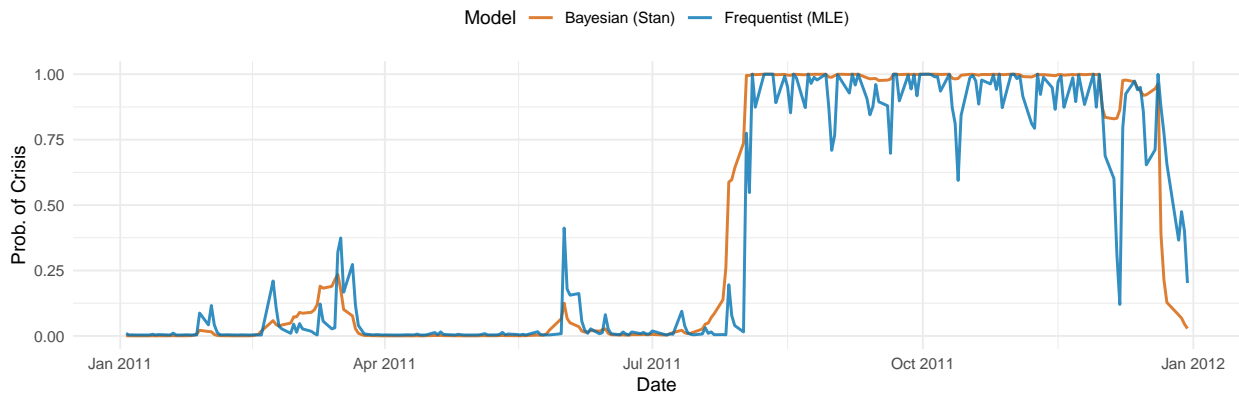 Model Bayesian (Stan) Frequentist (MLE)
1.00
0.75
0.50
0.25
0.00
Prob. of Crisis
Jan 2011 Apr 2011 Jul 2011 Oct 2011 Jan 2012
Date